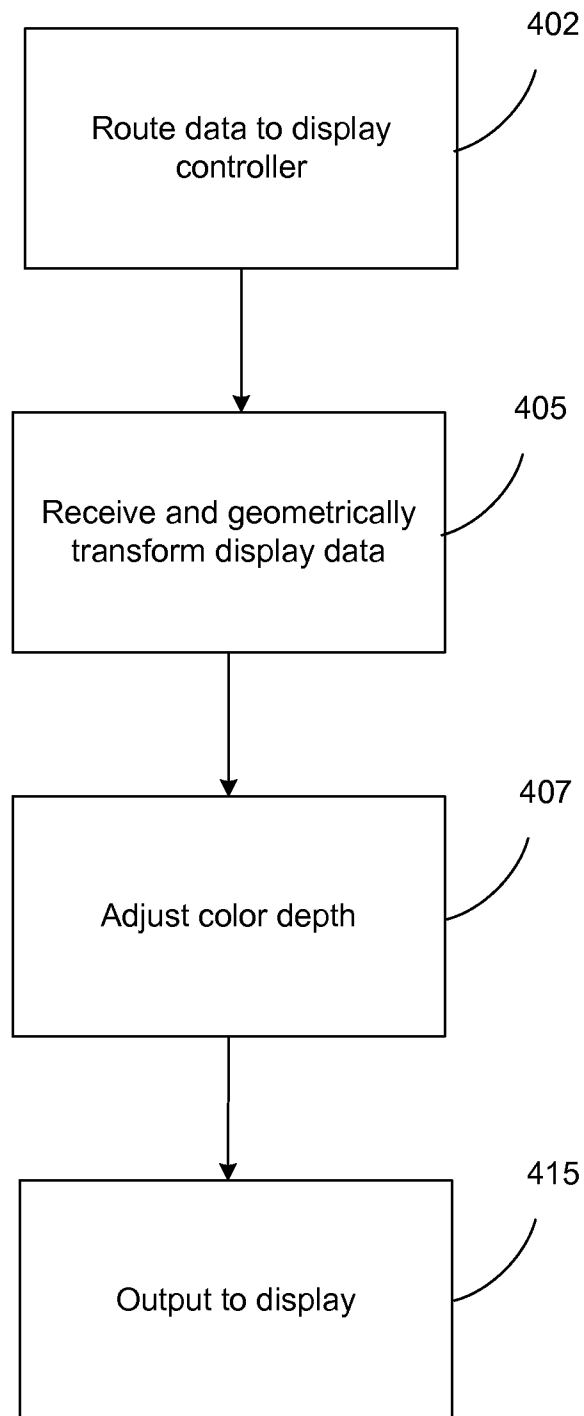 402
Route data to display
controller
405
Receive and geometrically
transform display data
407
Adjust color depth
415
Output to display